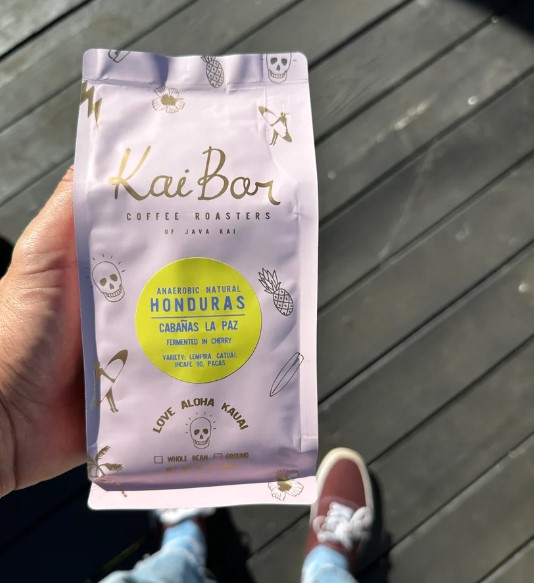 Kai Bar
COFFEE ROASTERS
OF JAVA KAI
ANAEROBIC NATURAL
HONDURAS
CABAÑAS LA PAZ
FERMENTED IN CHERRY
VARIETY: LEMPIRA, CATUAI,
IHCAFE 90, PACAS
LOVE ALOHA KAUAI
WHOLE BEAN GROUND